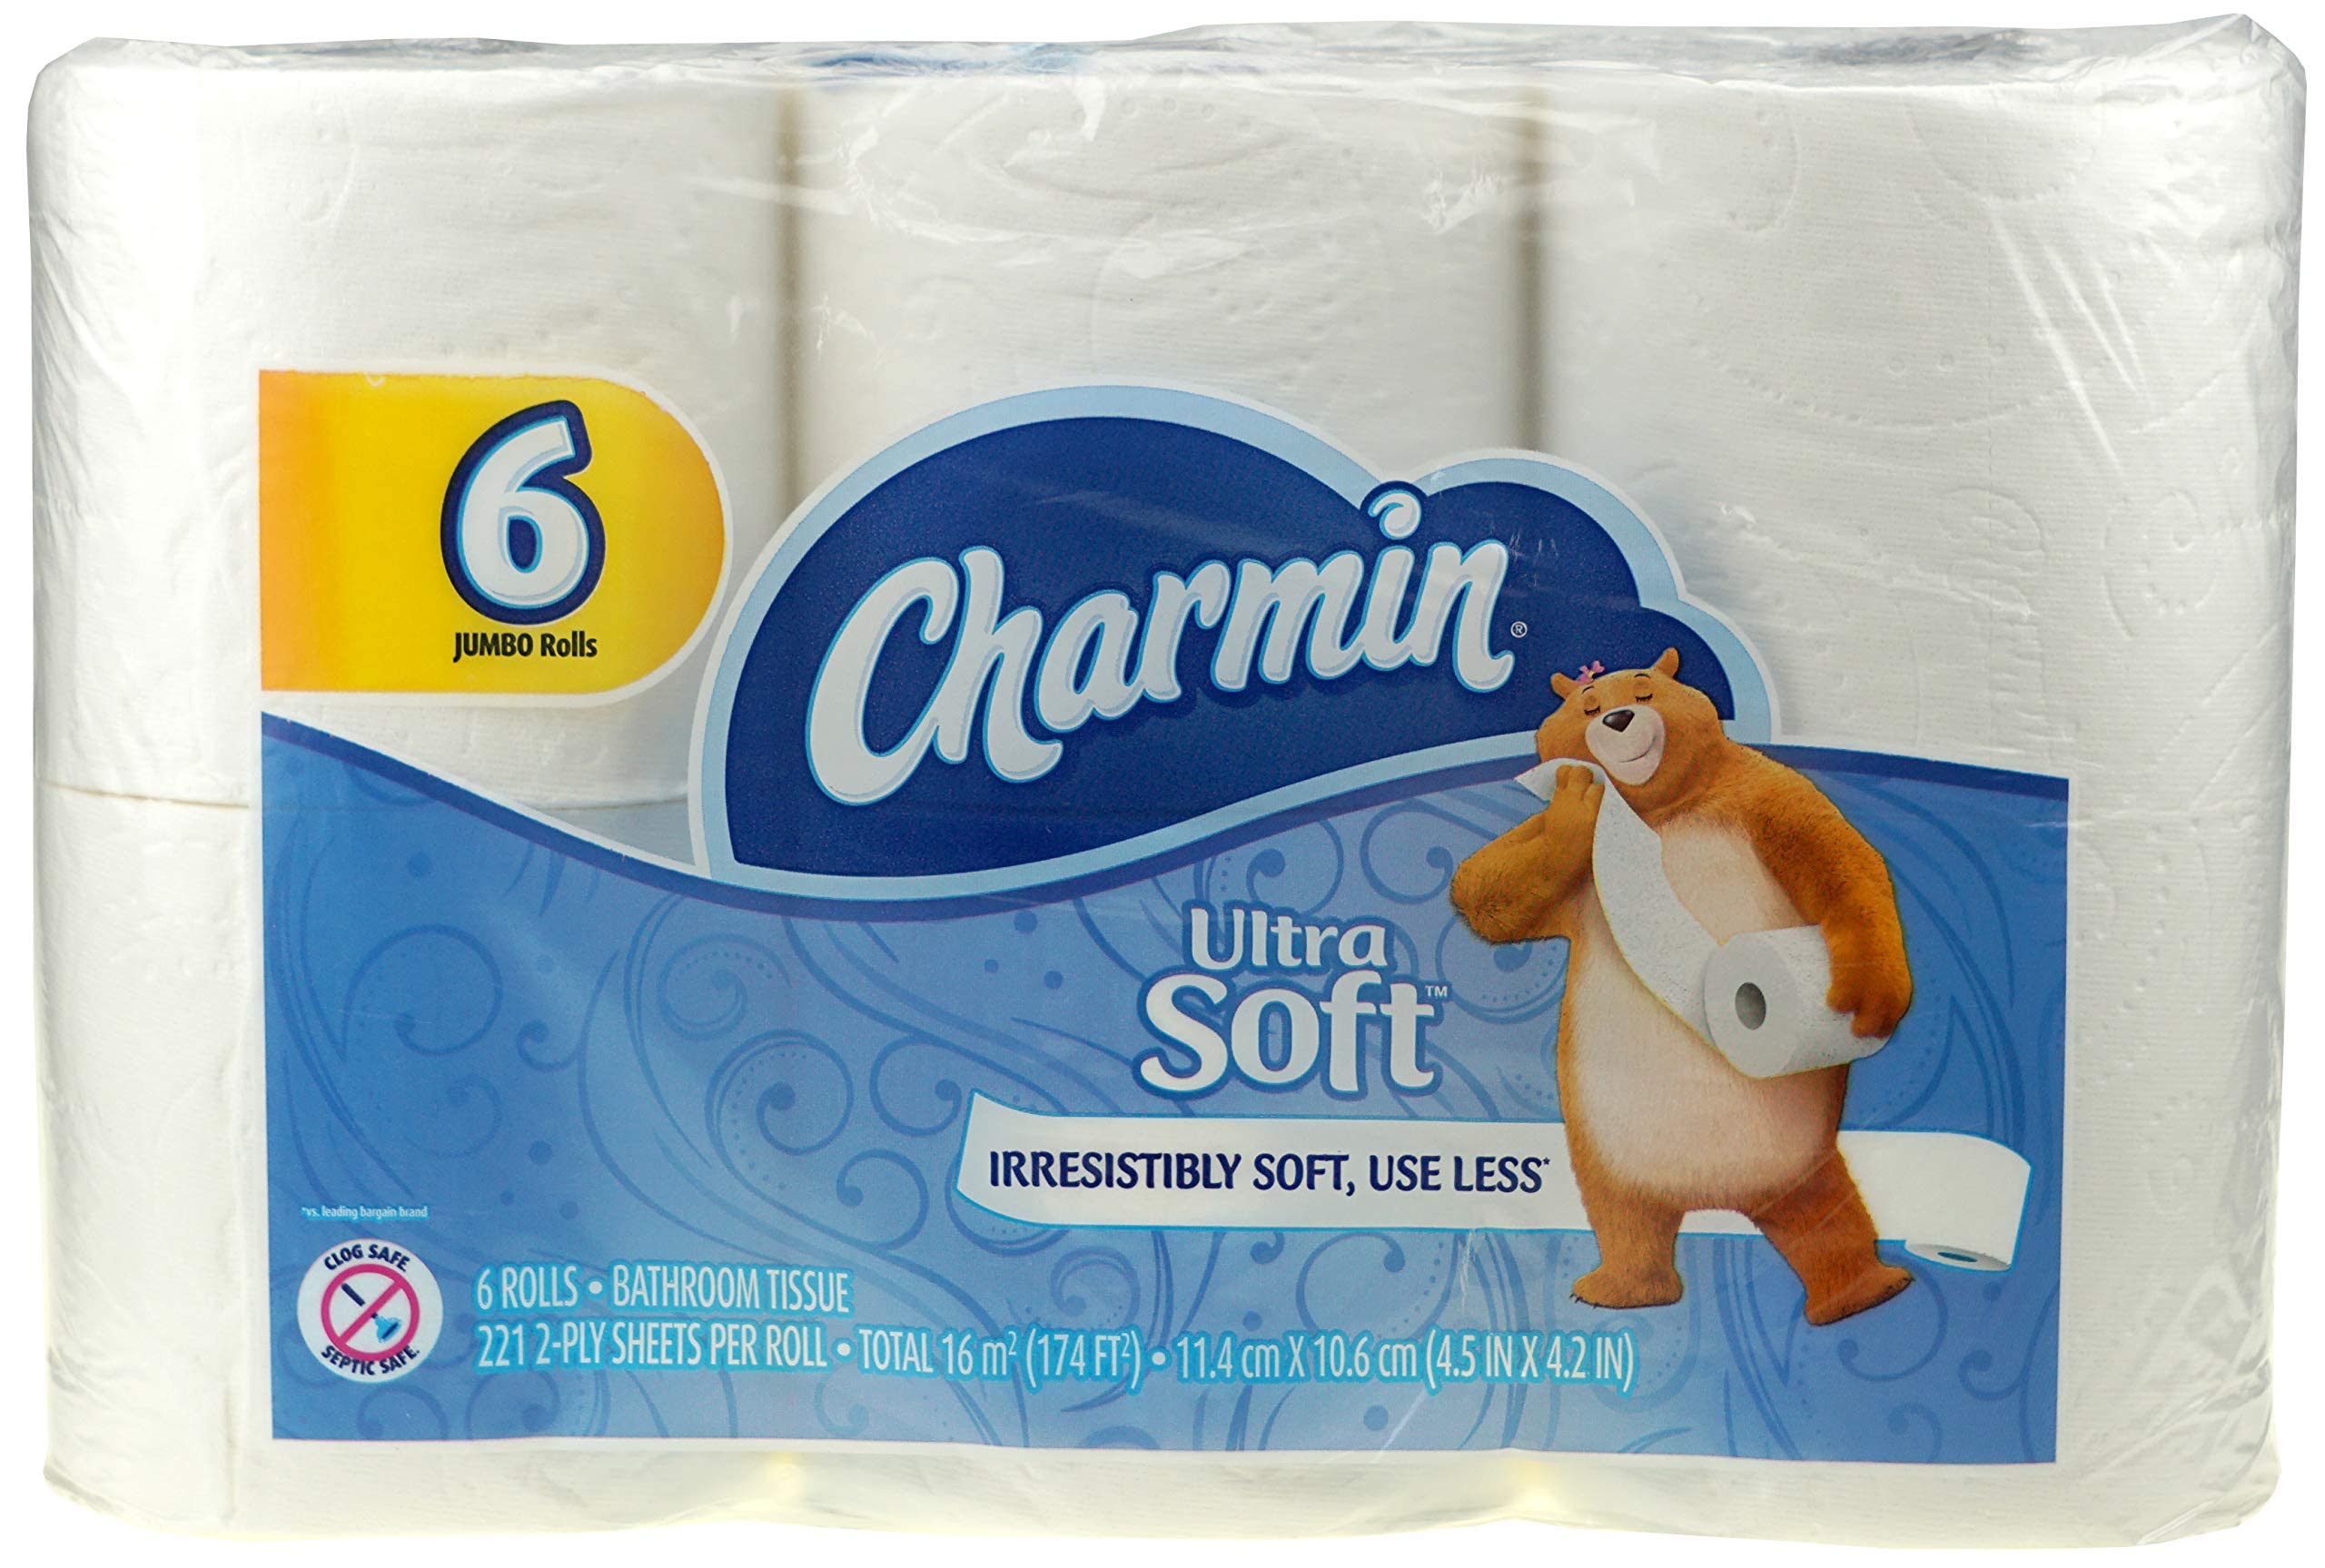 6
JUMBO Rolls
Charmin®
Ultra
Soft™
IRRESISTIBLY SOFT, USE LESS*
*vs. leading bargain brand
CLOG SAFE
SEPTIC SAFE.
6 ROLLS • BATHROOM TISSUE
221 2-PLY SHEETS PER ROLL • TOTAL 16 m² (174 FT²) • 11.4 cm X 10.6 cm (4.5 IN X 4.2 IN)